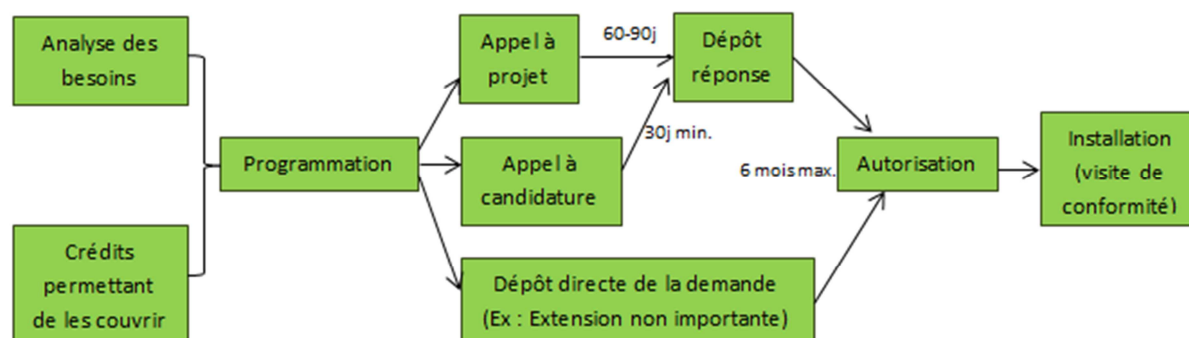 Analyse des
besoins
Crédits
permettant
de les couvrir
Programmation
Appel à
projet
60-90j
Dépôt
réponse
Appel à
candidature
30j min.
Dépôt directe de la demande
(Ex : Extension non importante)
6 mois max.
Autorisation
Installation
(visite de
conformité)